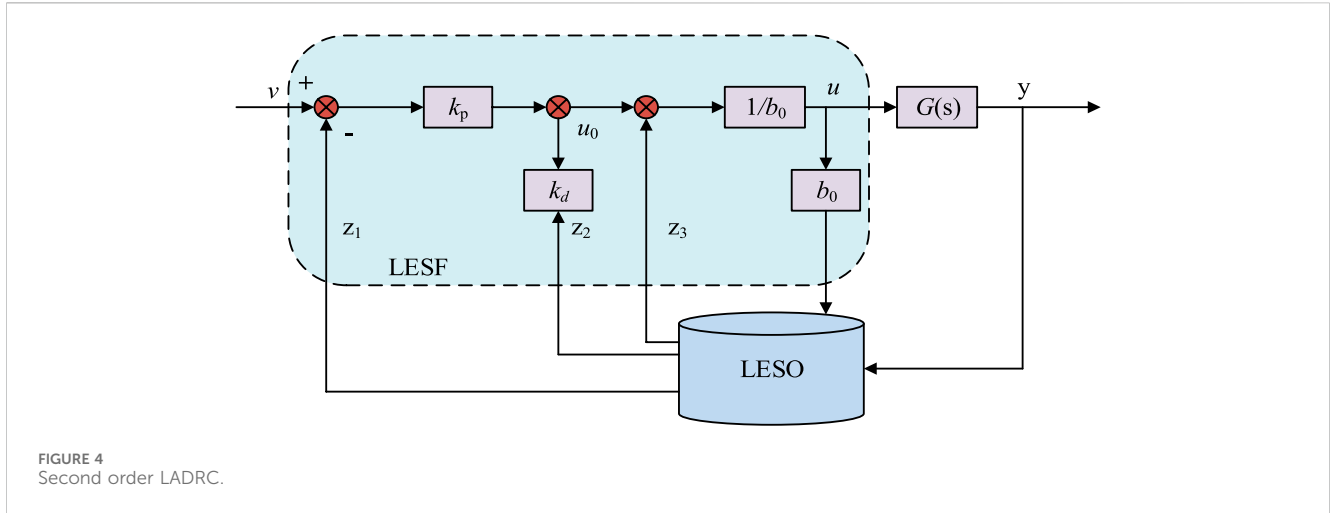 v
+
-
kp
u0
kd
1/b0
u
b0
G(s)
y
z1
z2
z3
LESF
LESO
FIGURE 4
Second order LADRC.